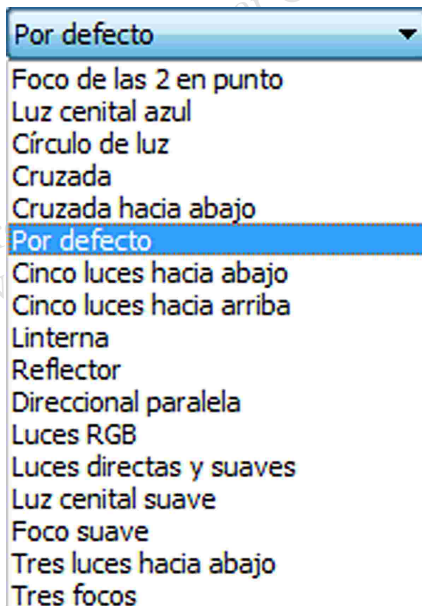 Por defecto
Foco de las 2 en punto
Luz cenital azul
Círculo de luz
Cruzada
Cruzada hacia abajo
Por defecto
Cinco luces hacia abajo
Cinco luces hacia arriba
Linterna
Reflector
Direccional paralela
Luces RGB
Luces directas y suaves
Luz cenital suave
Foco suave
Tres luces hacia abajo
Tres focos